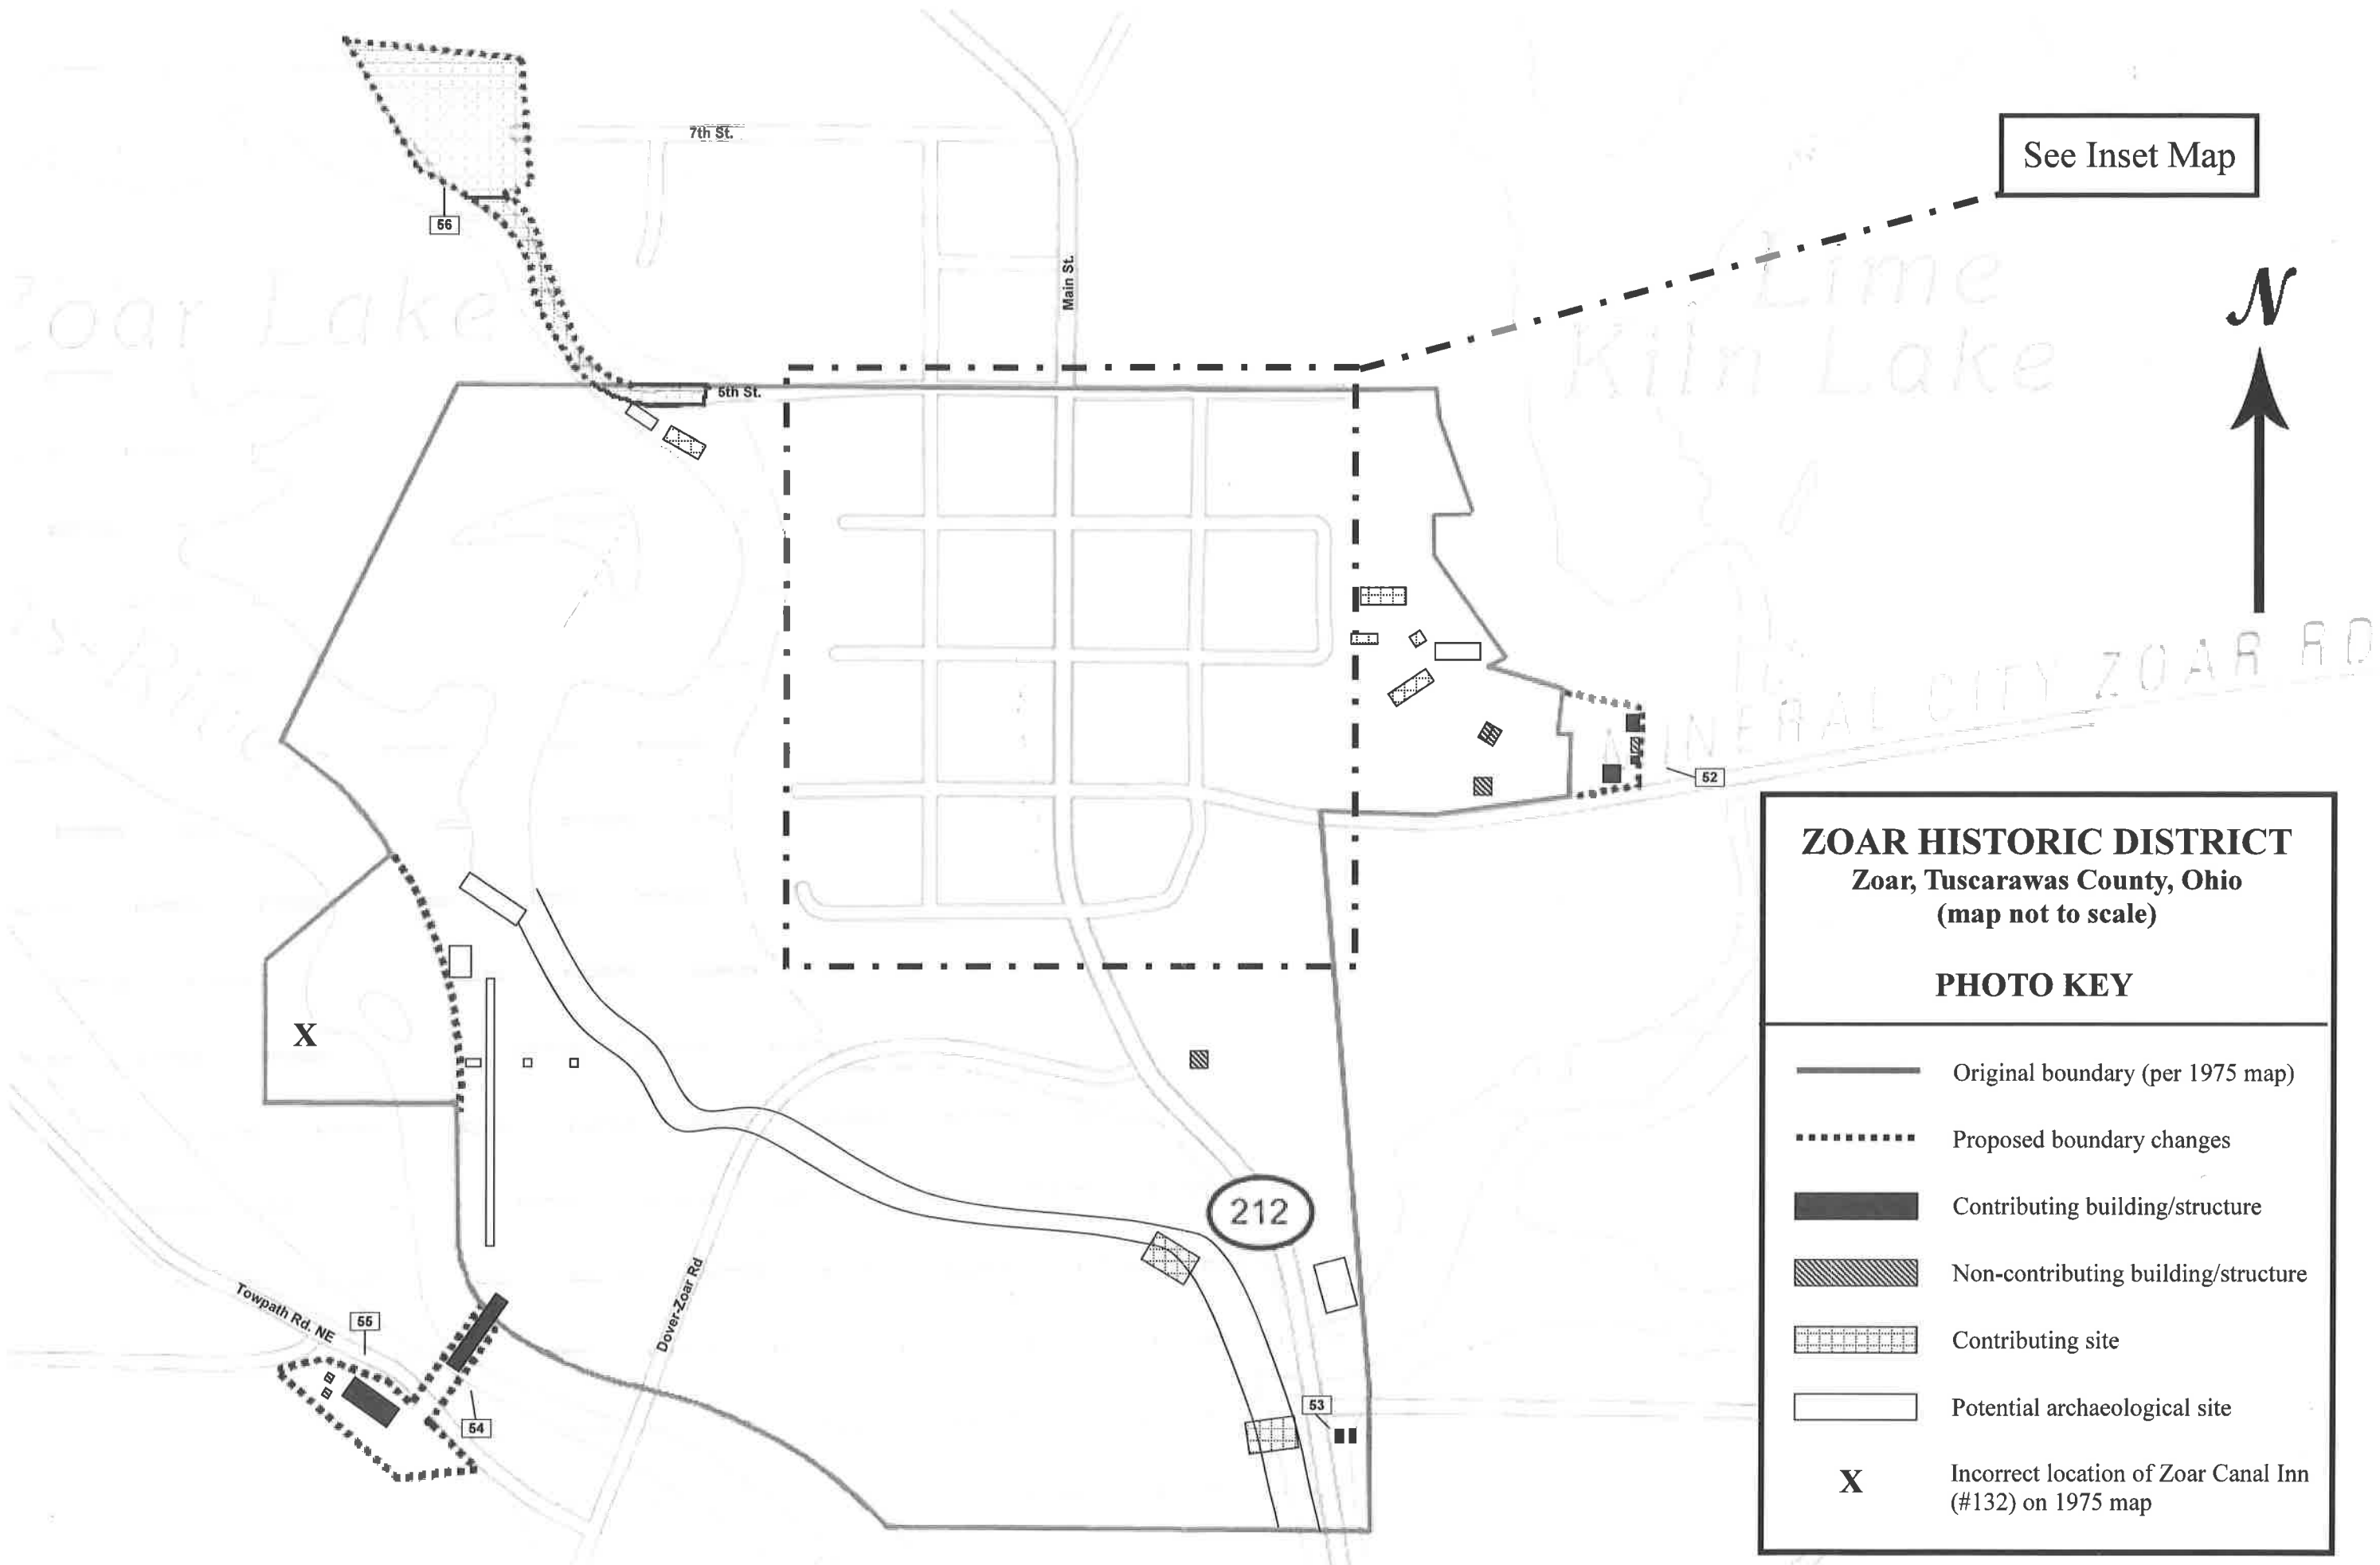 7th St.
See Inset Map
56
Main St.
Zoar Lake
Lime
Kiln Lake
N
5th St.
MINERAL CITY ZOAR RD
52
ZOAR HISTORIC DISTRICT
Zoar, Tuscarawas County, Ohio
(map not to scale)
PHOTO KEY
Original boundary (per 1975 map)
Proposed boundary changes
Contributing building/structure
Non-contributing building/structure
Contributing site
Potential archaeological site
X
Incorrect location of Zoar Canal Inn
(#132) on 1975 map
X
212
Towpath Rd. NE
55
54
Dover-Zoar Rd
53